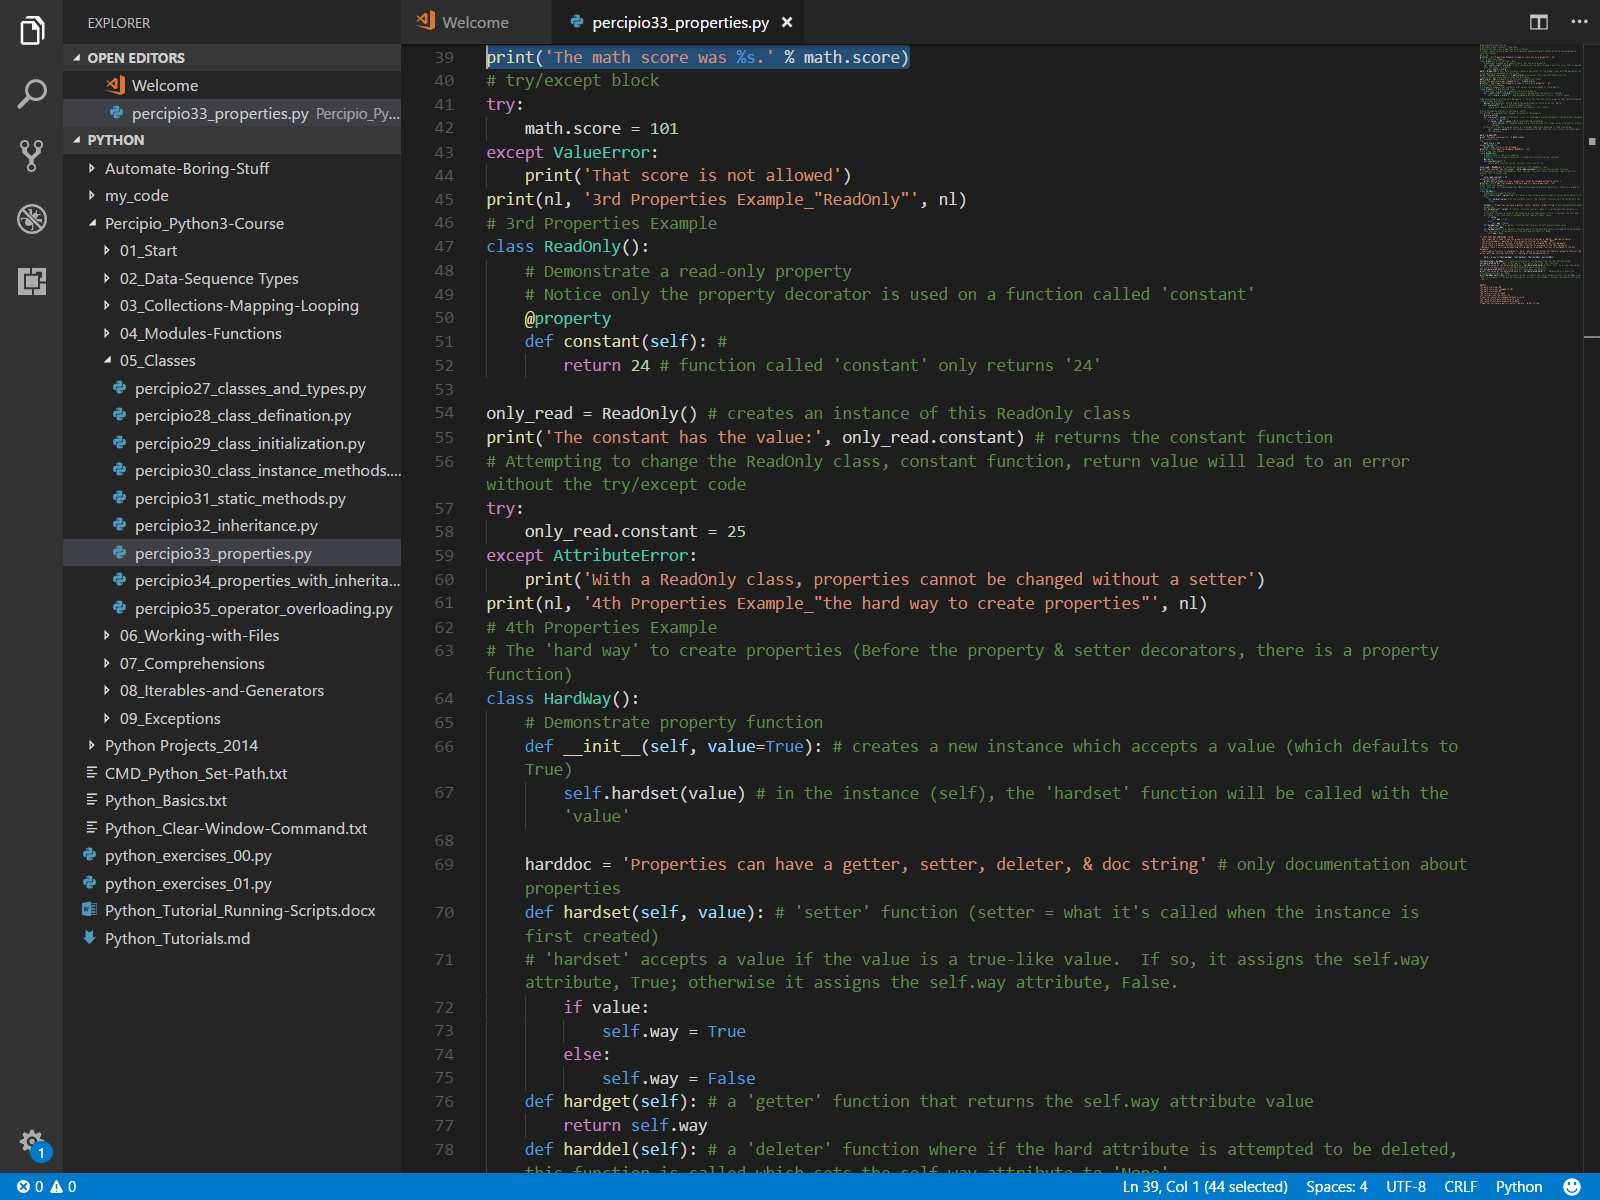 EXPLORER
OPEN EDITORS
Welcome
percipio33_properties.py Percipio_Py...
PYTHON
Automate-Boring-Stuff
my_code
Percipio_Python3-Course
01_Start
02_Data-Sequence Types
03_Collections-Mapping-Looping
04_Modules-Functions
05_Classes
percipio27_classes_and_types.py
percipio28_class_defination.py
percipio29_class_initialization.py
percipio30_class_instance_methods....
percipio31_static_methods.py
percipio32_inheritance.py
percipio33_properties.py
percipio34_properties_with_inherita...
percipio35_operator_overloading.py
06_Working-with-Files
07_Comprehensions
08_Iterables-and-Generators
09_Exceptions
Python Projects_2014
CMD_Python_Set-Path.txt
Python_Basics.txt
Python_Clear-Window-Command.txt
python_exercises_00.py
python_exercises_01.py
Python_Tutorial_Running-Scripts.docx
Python_Tutorials.md
1
Welcome percipio33_properties.py
39 print('The math score was %s.' % math.score)
40 # try/except block
41 try:
42 math.score = 101
43 except ValueError:
44 print('That score is not allowed')
45 print(nl, '3rd Properties Example_"ReadOnly"', nl)
46 # 3rd Properties Example
47 class ReadOnly():
48 # Demonstrate a read-only property
49 # Notice only the property decorator is used on a function called 'constant'
50 @property
51 def constant(self): #
52 return 24 # function called 'constant' only returns '24'
53
54 only_read = ReadOnly() # creates an instance of this ReadOnly class
55 print('The constant has the value:', only_read.constant) # returns the constant function
56 # Attempting to change the ReadOnly class, constant function, return value will lead to an error
without the try/except code
57 try:
58 only_read.constant = 25
59 except AttributeError:
60 print('With a ReadOnly class, properties cannot be changed without a setter')
61 print(nl, '4th Properties Example_"the hard way to create properties"', nl)
62 # 4th Properties Example
63 # The 'hard way' to create properties (Before the property & setter decorators, there is a property
function)
64 class HardWay():
65 # Demonstrate property function
66 def __init__(self, value=True): # creates a new instance which accepts a value (which defaults to
True)
67 self.hardset(value) # in the instance (self), the 'hardset' function will be called with the
'value'
68
69 harddoc = 'Properties can have a getter, setter, deleter, & doc string' # only documentation about
properties
70 def hardset(self, value): # 'setter' function (setter = what it's called when the instance is
first created)
71 # 'hardset' accepts a value if the value is a true-like value.  If so, it assigns the self.way
attribute, True; otherwise it assigns the self.way attribute, False.
72 if value:
73 self.way = True
74 else:
75 self.way = False
76 def hardget(self): # a 'getter' function that returns the self.way attribute value
77 return self.way
78 def harddel(self): # a 'deleter' function where if the hard attribute is attempted to be deleted,
this function is called which sets the self.way attribute to 'None'
0 0 Ln 39, Col 1 (44 selected) Spaces: 4 UTF-8 CRLF Python